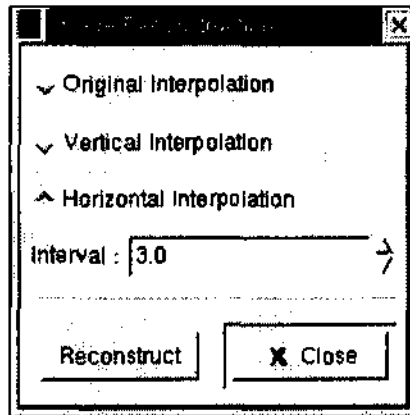 Original Interpolation
Vertical Interpolation
Horizontal Interpolation
Interval : 3.0
Reconstruct X Close